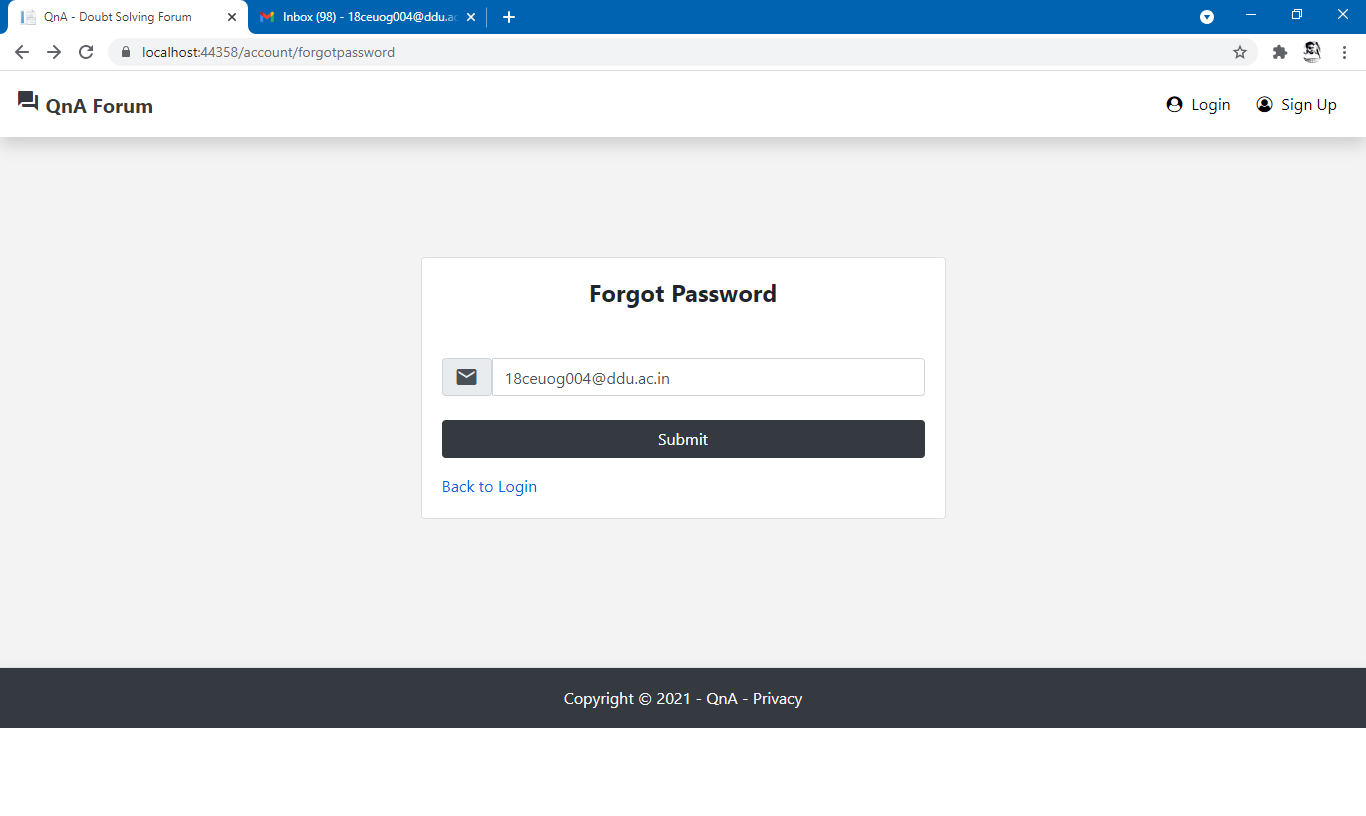 QnA - Doubt Solving Forum
Inbox (98) - 18ceuog004@ddu.ac
localhost:44358/account/forgotpassword
QnA Forum
Login
Sign Up
Forgot Password
18ceuog004@ddu.ac.in
Submit
Back to Login
Copyright © 2021 - QnA - Privacy